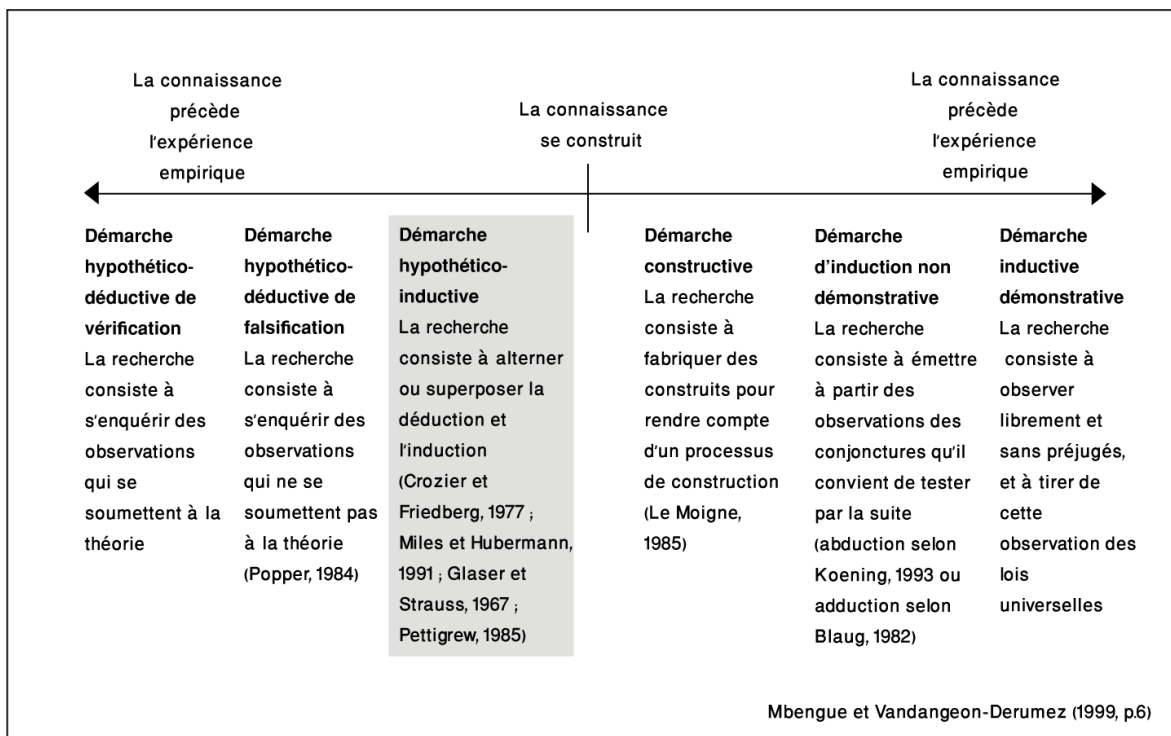 La connaissance
précède
l'expérience
empirique
La connaissance
se construit
La connaissance
précède
l'expérience
empirique
Démarche
hypothético-
déductive de
vérification
La recherche
consiste à
s'enquérir des
observations
qui se
soumettent à la
théorie
Démarche
hypothético-
déductive de
falsification
La recherche
consiste à
s'enquérir des
observations
qui ne se
soumettent pas
à la théorie
(Popper, 1984)
Démarche
hypothético-
inductive
La recherche
consiste à alterner
ou superposer la
déduction et
l'induction
(Crozier et
Friedberg, 1977 ;
Miles et Hubermann,
1991 ; Glaser et
Strauss, 1967 ;
Pettigrew, 1985)
Démarche
constructive
La recherche
consiste à
fabriquer des
construits pour
rendre compte
d'un processus
de construction
(Le Moigne,
1985)
Démarche
d'induction non
démonstrative
La recherche
consiste à émettre
à partir des
observations des
conjonctures qu'il
convient de tester
par la suite
(abduction selon
Koening, 1993 ou
adduction selon
Blaug, 1982)
Démarche
inductive
démonstrative
La recherche
consiste à
observer
librement et
sans préjugés,
et à tirer de
cette
observation des
lois
universelles
Mbengue et Vandangeon-Derumez (1999, p.6)